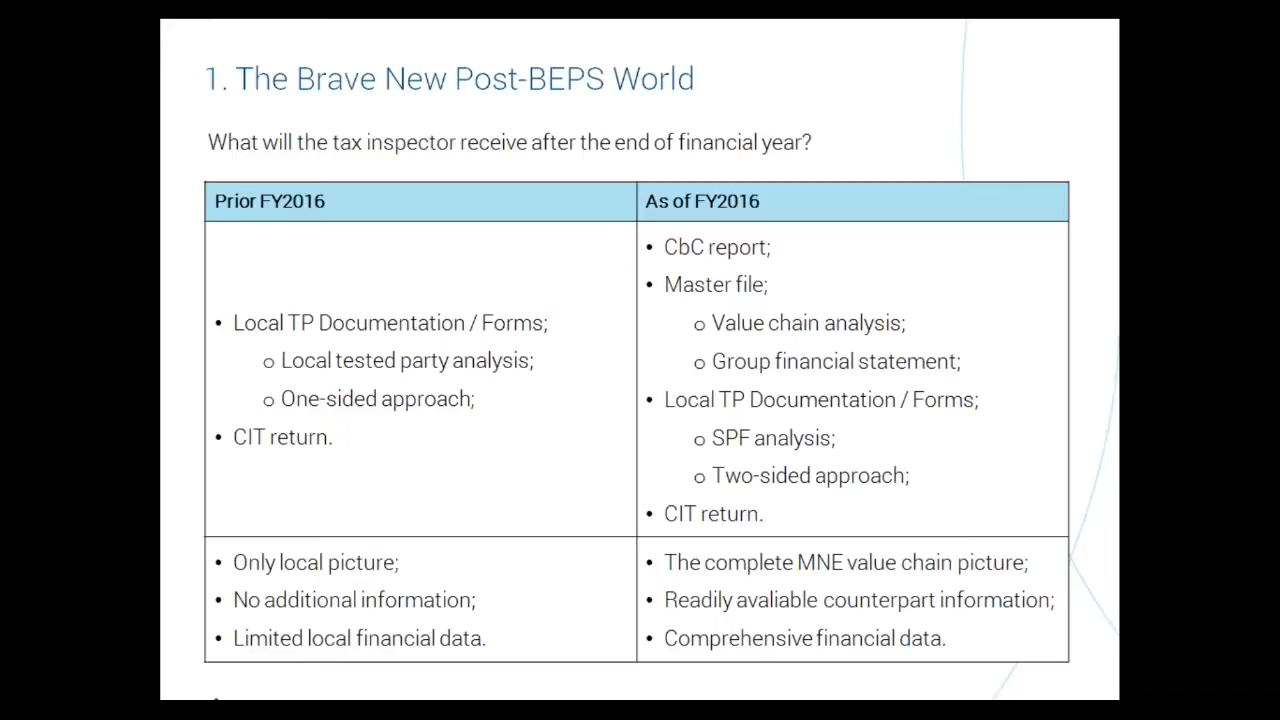 1. The Brave New Post-BEPS World
What will the tax inspector receive after the end of financial year?
Prior FY2016
As of FY2016
• Local TP Documentation / Forms;
o Local tested party analysis;
o One-sided approach;
• CIT return.
• CbC report;
• Master file;
o Value chain analysis;
o Group financial statement;
• Local TP Documentation / Forms;
o SPF analysis;
o Two-sided approach;
• CIT return.
• Only local picture;
• No additional information;
• Limited local financial data.
• The complete MNE value chain picture;
• Readily avaliable counterpart information;
• Comprehensive financial data.